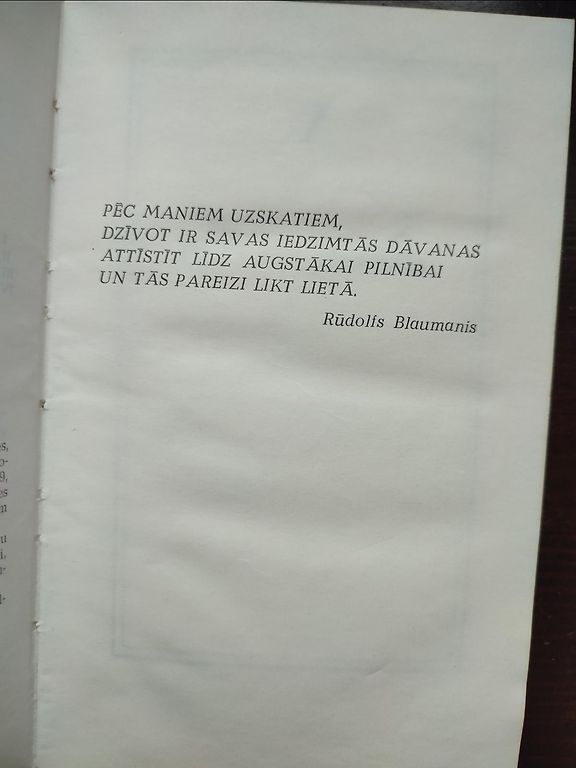 PĒC MANIEM UZSKATIEM,
DZĪVOT IR SAVAS IEDZIMTĀS DĀVANAS
ATTĪSTĪT LĪDZ AUGSTĀKAI PILNĪBAI
UN TĀS PAREIZI LIKT LIETĀ.
Rūdolfs Blaumanis